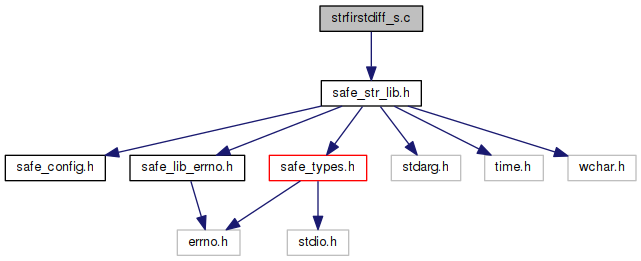 strfirstdiff_s.c
safe_str_lib.h
safe_config.h
safe_lib_errno.h
safe_types.h
stdarg.h
time.h
wchar.h
errno.h
stdio.h